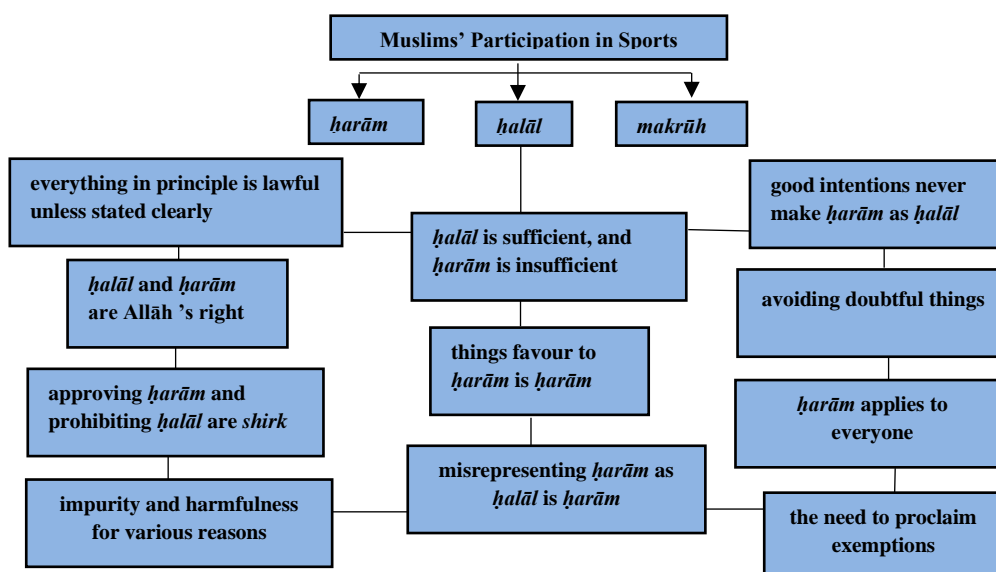 Muslims’ Participation in Sports
ḥarām
ḥalāl
makrūh
everything in principle is lawful
unless stated clearly
ḥalāl is sufficient, and
ḥarām is insufficient
good intentions never
make ḥarām as ḥalāl
ḥalāl and ḥarām
are Allāh ’s right
things favour to
ḥarām is ḥarām
avoiding doubtful things
approving ḥarām and
prohibiting ḥalāl are shirk
misrepresenting ḥarām as
ḥalāl is ḥarām
ḥarām applies to
everyone
impurity and harmfulness
for various reasons
the need to proclaim
exemptions